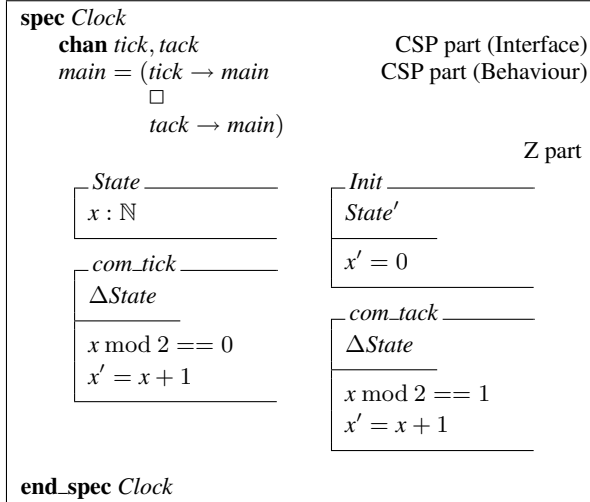 spec Clock
chan tick, tack CSP part (Interface)
main = (tick → main CSP part (Behaviour)
□
tack → main)
Z part
State
x : ℕ
com_tick
ΔState
x mod 2 == 0
x′ = x + 1
Init
State′
x′ = 0
com_tack
ΔState
x mod 2 == 1
x′ = x + 1
end_spec Clock